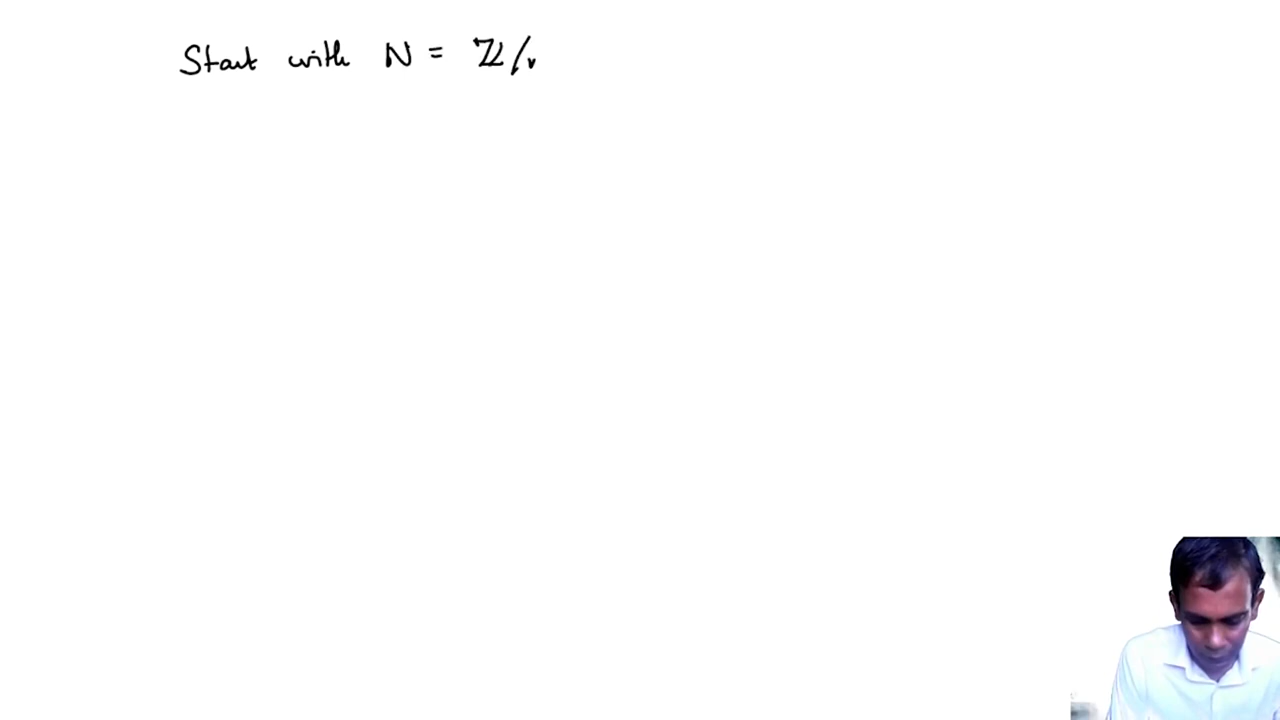 Start with N = ℤ/